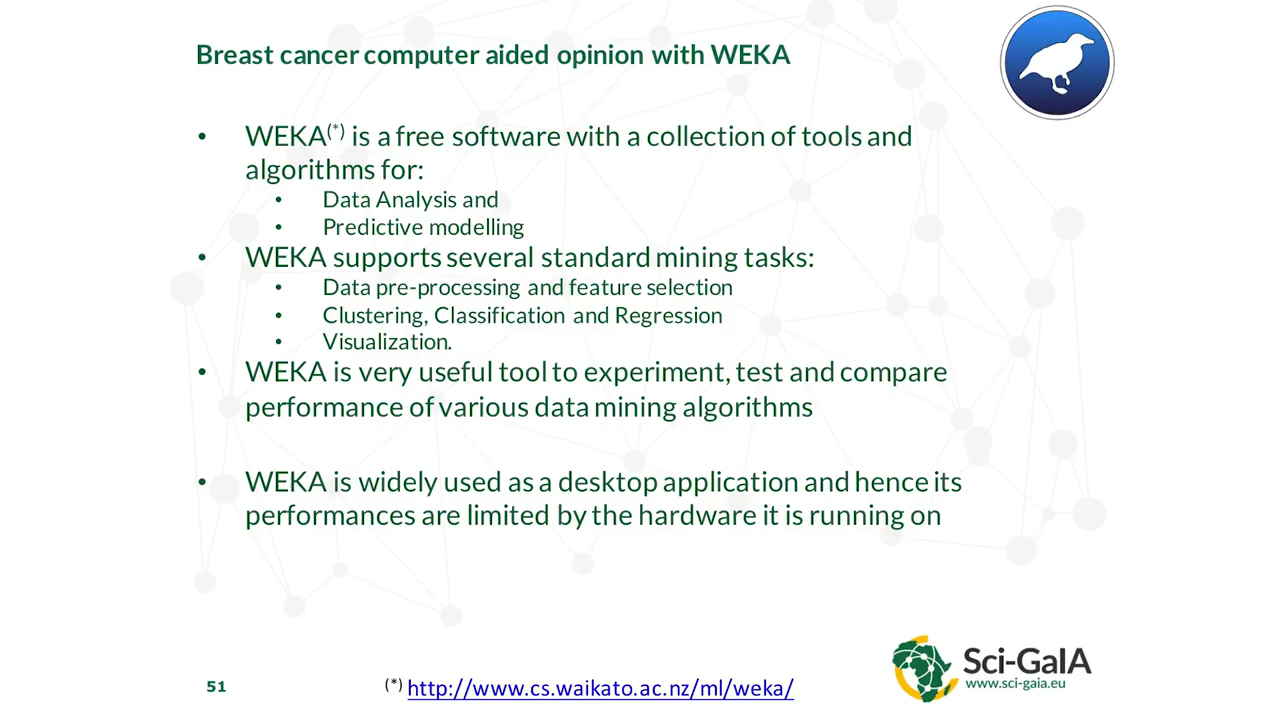 Breast cancer computer aided opinion with WEKA
• WEKA(*) is a free software with a collection of tools and
algorithms for:
• Data Analysis and
• Predictive modelling
• WEKA supports several standard mining tasks:
• Data pre-processing and feature selection
• Clustering, Classification and Regression
• Visualization.
• WEKA is very useful tool to experiment, test and compare
performance of various data mining algorithms
• WEKA is widely used as a desktop application and hence its
performances are limited by the hardware it is running on
Sci-GaIA
www.sci-gaia.eu
51
(*) http://www.cs.waikato.ac.nz/ml/weka/